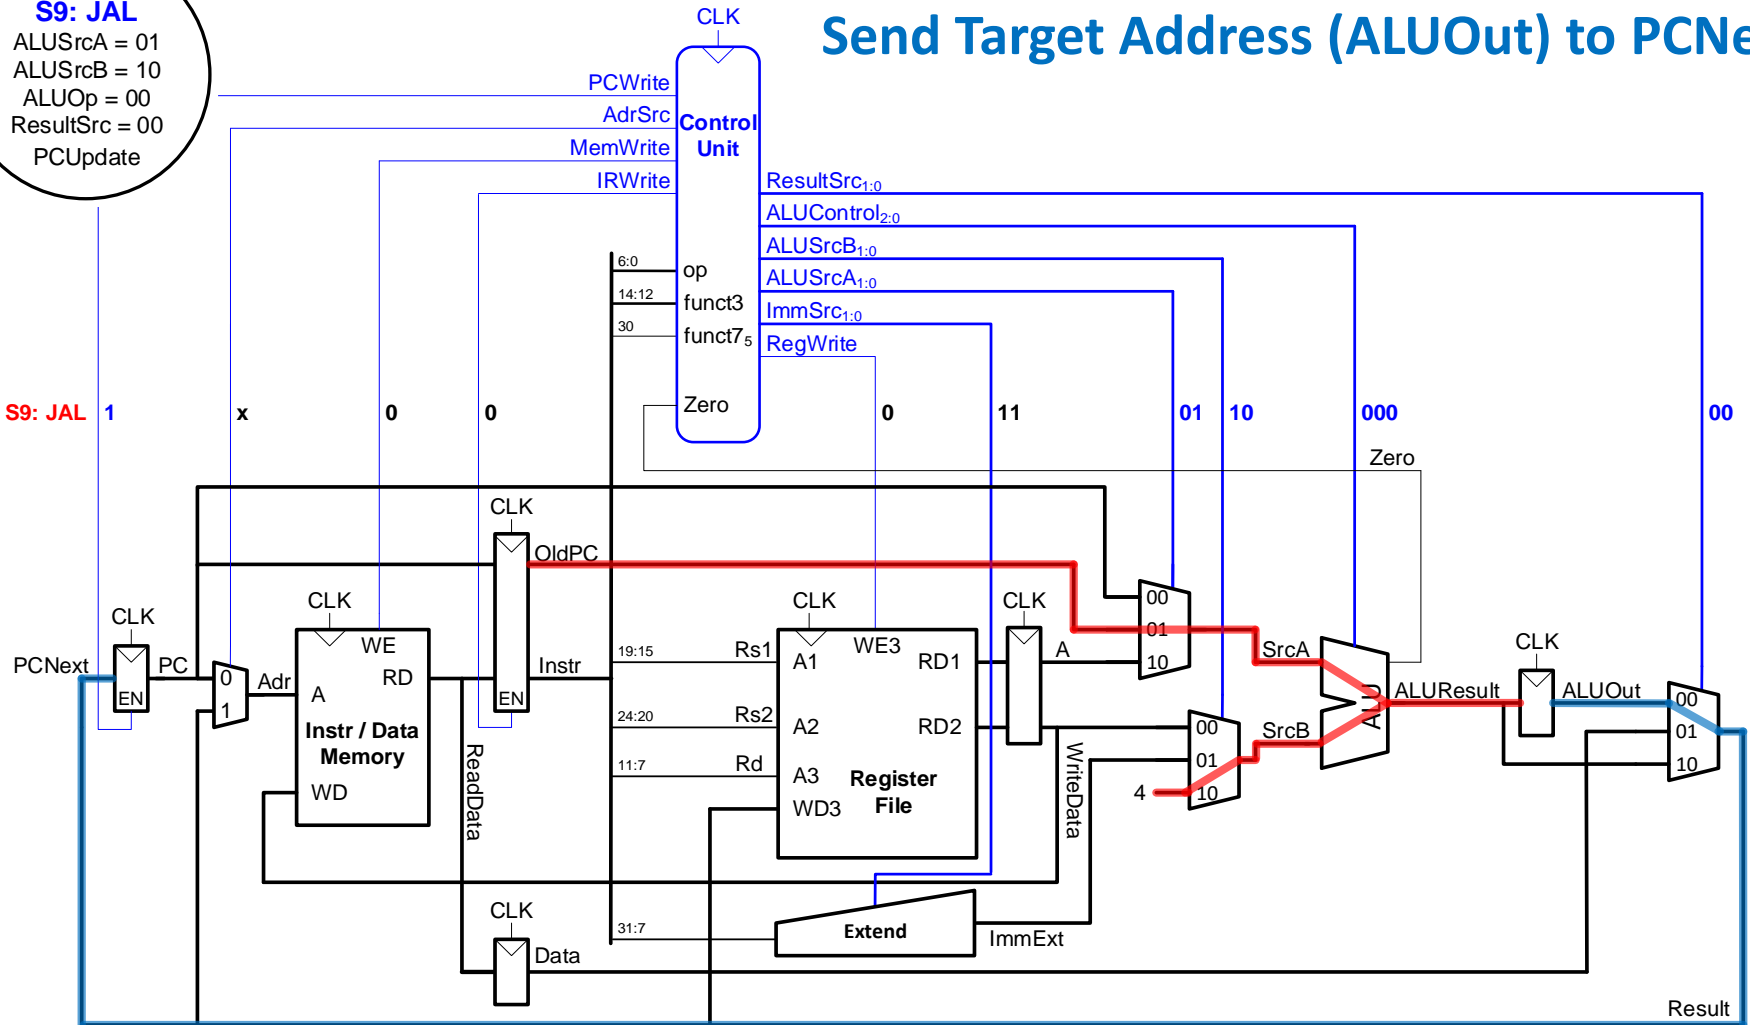 S9: JAL
ALUSrcA = 01
ALUSrcB = 10
ALUOp = 00
ResultSrc = 00
PCUpdate
Send Target Address (ALUOut) to PCNe
CLK
PCWrite
AdrSrc
MemWrite
IRWrite
Control
Unit
ResultSrc1:0
ALUControl2:0
ALUSrcB1:0
ALUSrcA1:0
ImmSrc1:0
RegWrite
6:0
op
14:12
funct3
30
funct75
Zero
S9: JAL 1 x 0 0 0 11 01 10 000 00
Zero
CLK
OldPC
CLK
CLK
CLK
CLK
CLK
PCNext
EN
PC
0
1
Adr
WE
A
RD
Instr / Data
Memory
WD
EN
Instr
ReadData
19:15
Rs1
24:20
Rs2
11:7
Rd
A1
WE3
RD1
A2
RD2
A3
Register
File
WD3
A
WriteData
00
01
10
00
01
10
4
SrcA
SrcB
ALU
ALUResult
ALUOut
00
01
10
31:7
Extend
ImmExt
CLK
Data
Result